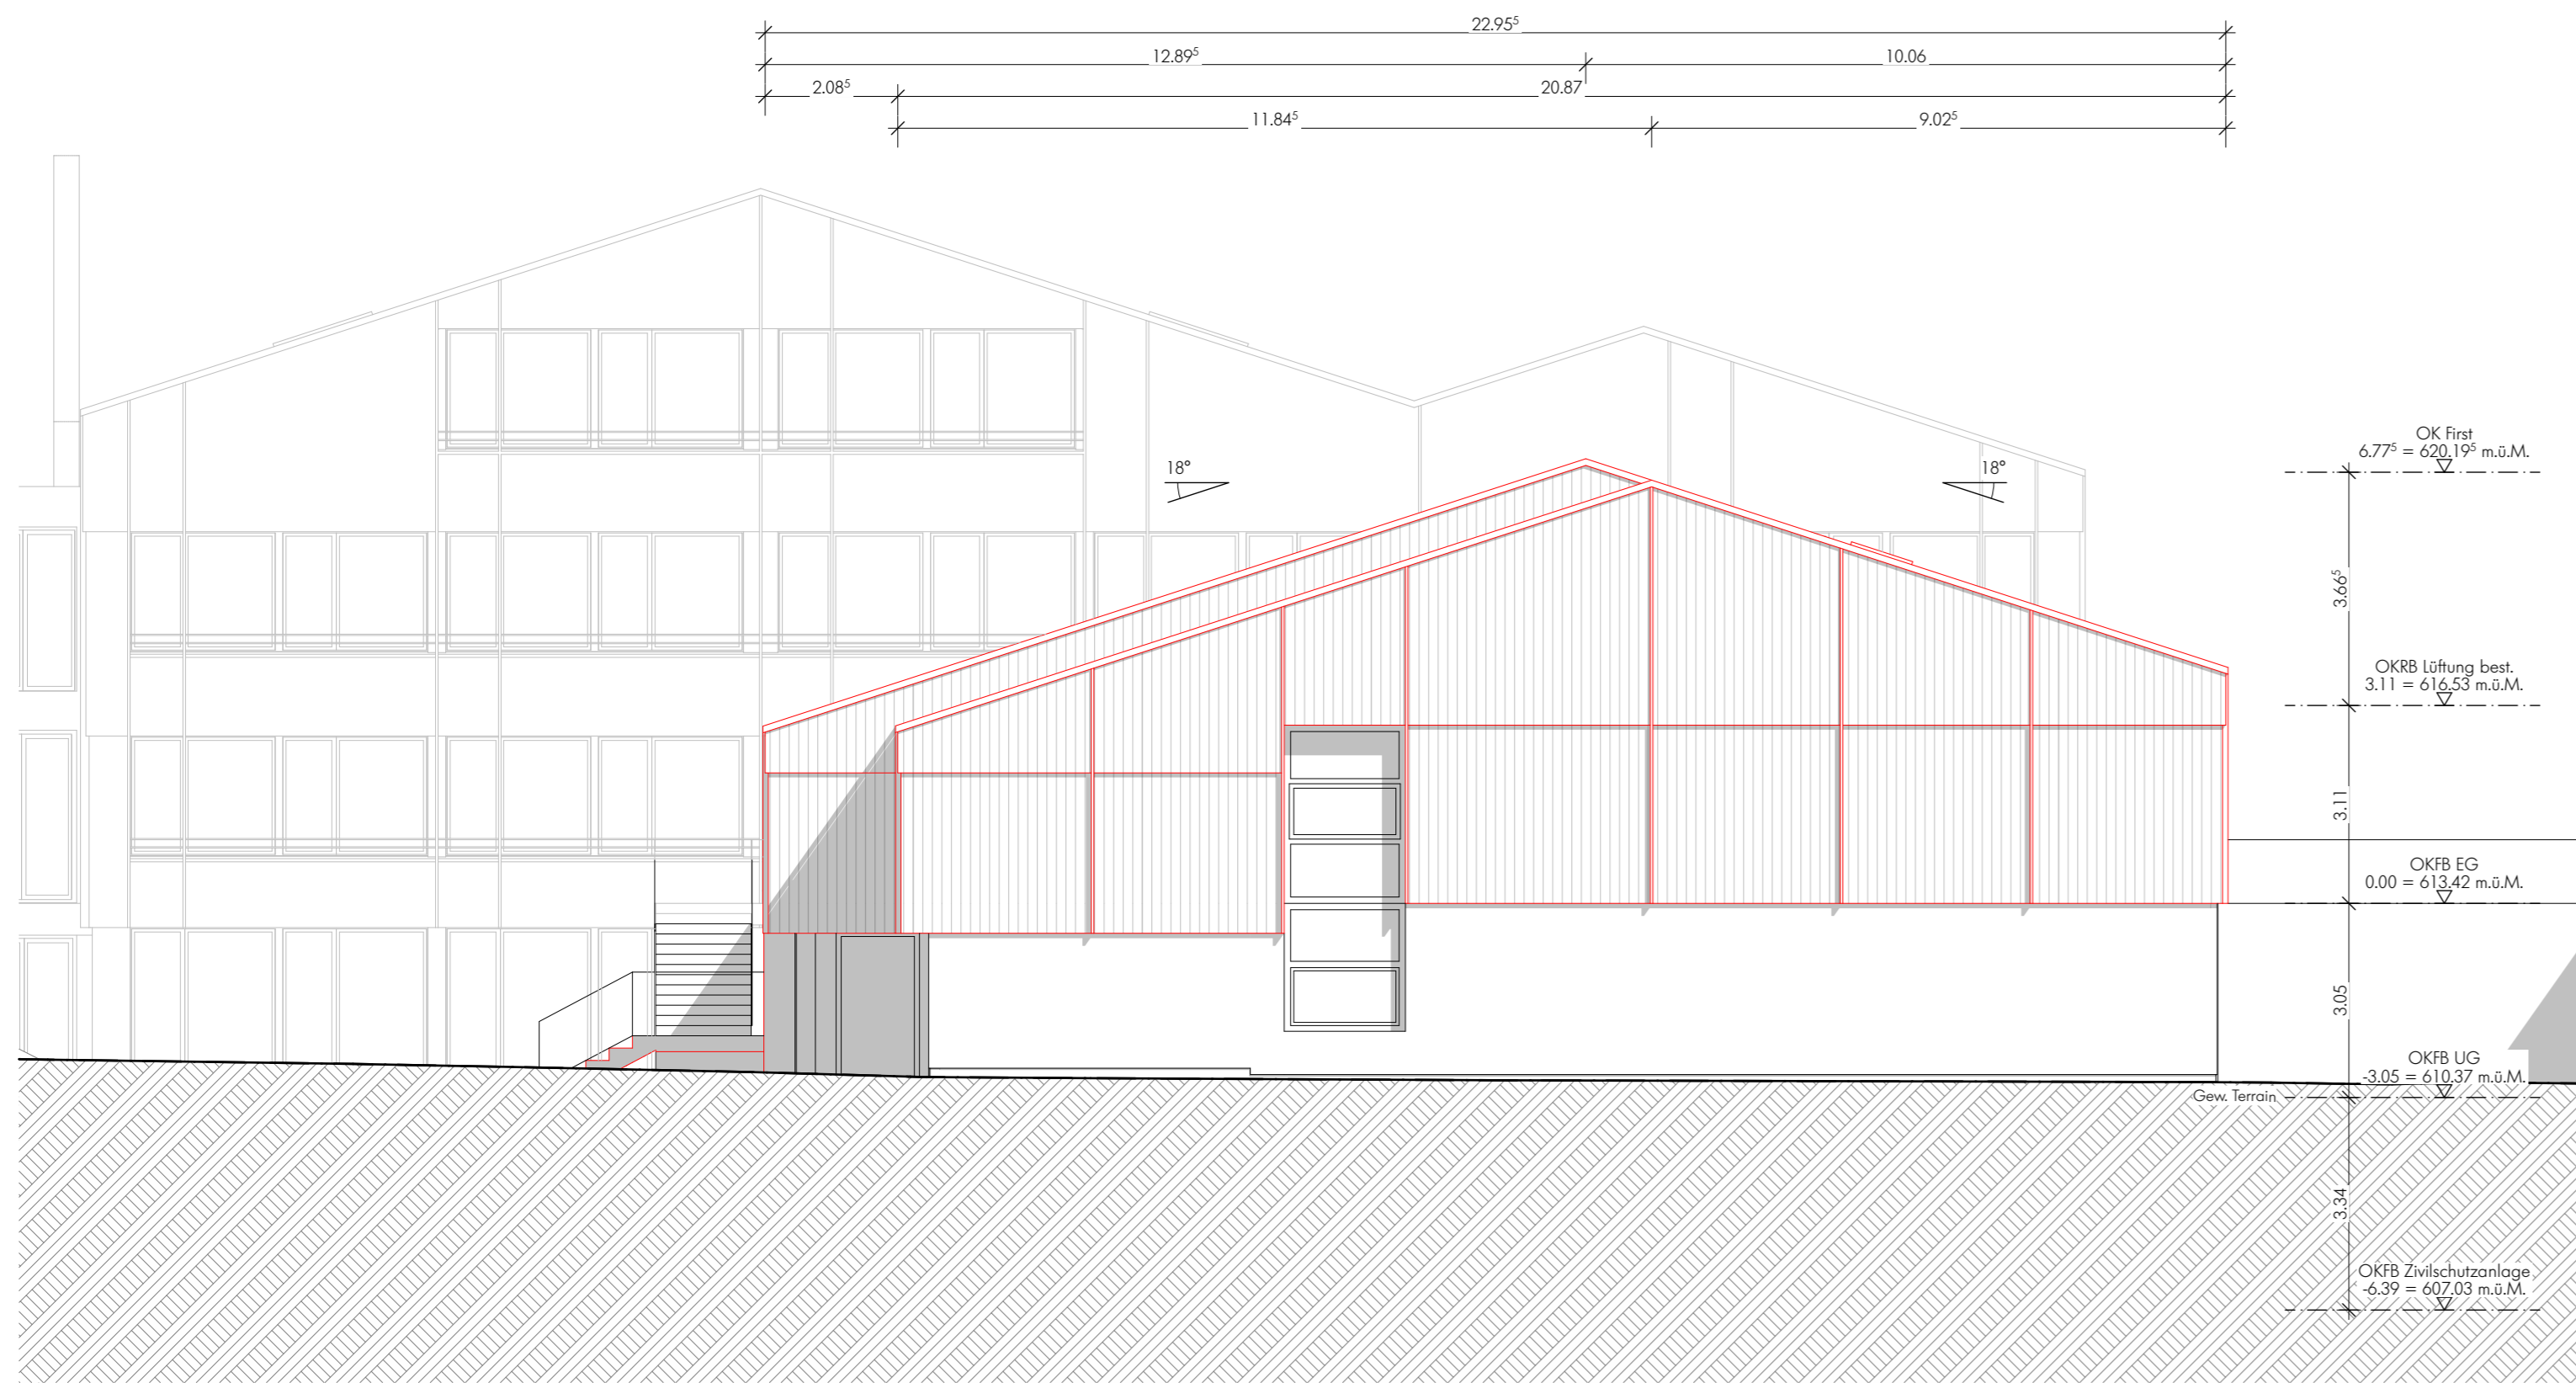 22.95⁵
12.89⁵
10.06
2.08⁵
20.87
11.84⁵
9.02⁵
18°
18°
OK First
6.77⁵ = 620.19⁵ m.ü.M.
3.66⁵
OKRB Lüftung best.
3.11 = 616.53 m.ü.M.
3.11
OKFB EG
0.00 = 613.42 m.ü.M.
3.05
OKFB UG
-3.05 = 610.37 m.ü.M.
Gew. Terrain
3.34
OKFB Zivilschutzanlage
-6.39 = 607.03 m.ü.M.